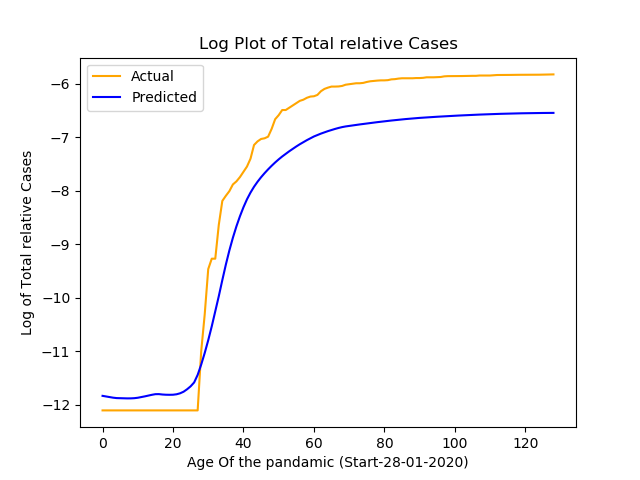 Log Plot of Total relative Cases
Actual
Predicted
Log of Total relative Cases
−6
−7
−8
−9
−10
−11
−12
0 20 40 60 80 100 120
Age Of the pandamic (Start-28-01-2020)